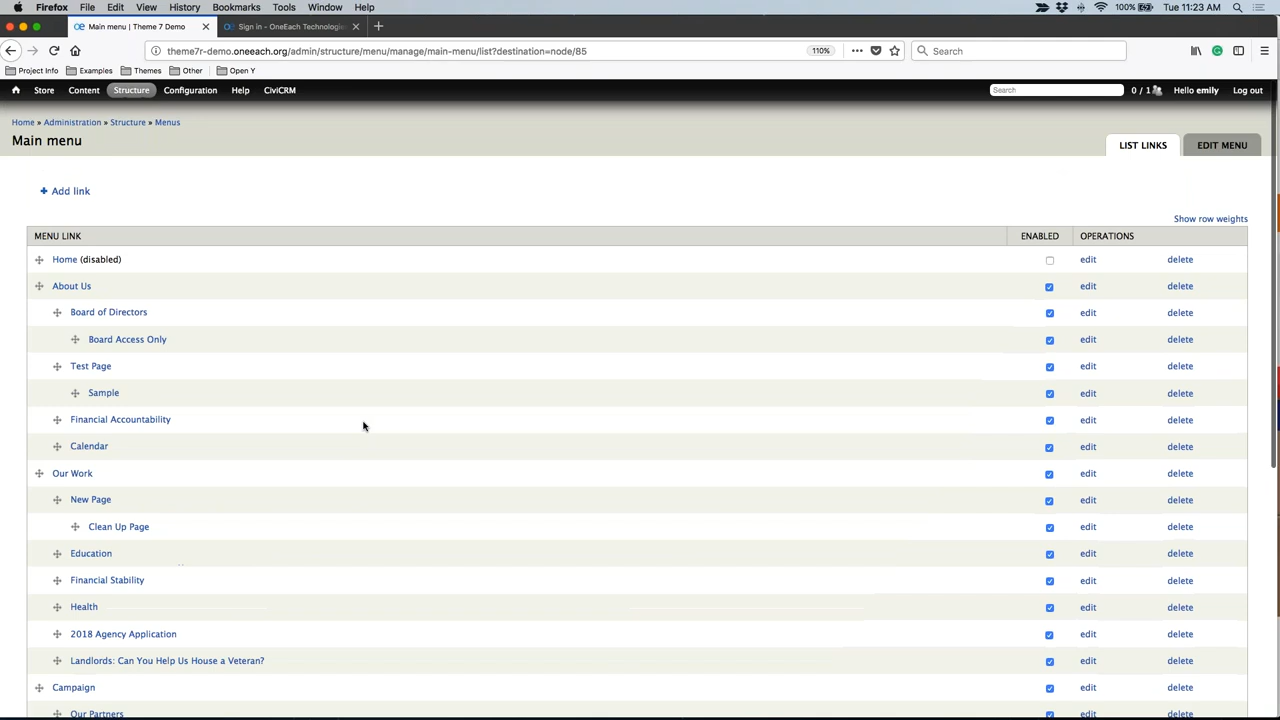 Firefox File Edit View History Bookmarks Tools Window Help 100% Tue 11:23 AM
Main menu | Theme 7 Demo × Sign in - OneEach Technologie × +
theme7r-demo.oneeach.org/admin/structure/menu/manage/main-menu/list?destination=node/85 110% Search
Project Info Examples Themes Other Open Y
Store Content Structure Configuration Help CiviCRM Search 0 / 1 Hello emily Log out
Home » Administration » Structure » Menus
Main menu LIST LINKS EDIT MENU
+ Add link
Show row weights
MENU LINK ENABLED OPERATIONS
Home (disabled) edit delete
About Us edit delete
Board of Directors edit delete
Board Access Only edit delete
Test Page edit delete
Sample edit delete
Financial Accountability edit delete
Calendar edit delete
Our Work edit delete
New Page edit delete
Clean Up Page edit delete
Education edit delete
Financial Stability edit delete
Health edit delete
2018 Agency Application edit delete
Landlords: Can You Help Us House a Veteran? edit delete
Campaign edit delete
Our Partners edit delete